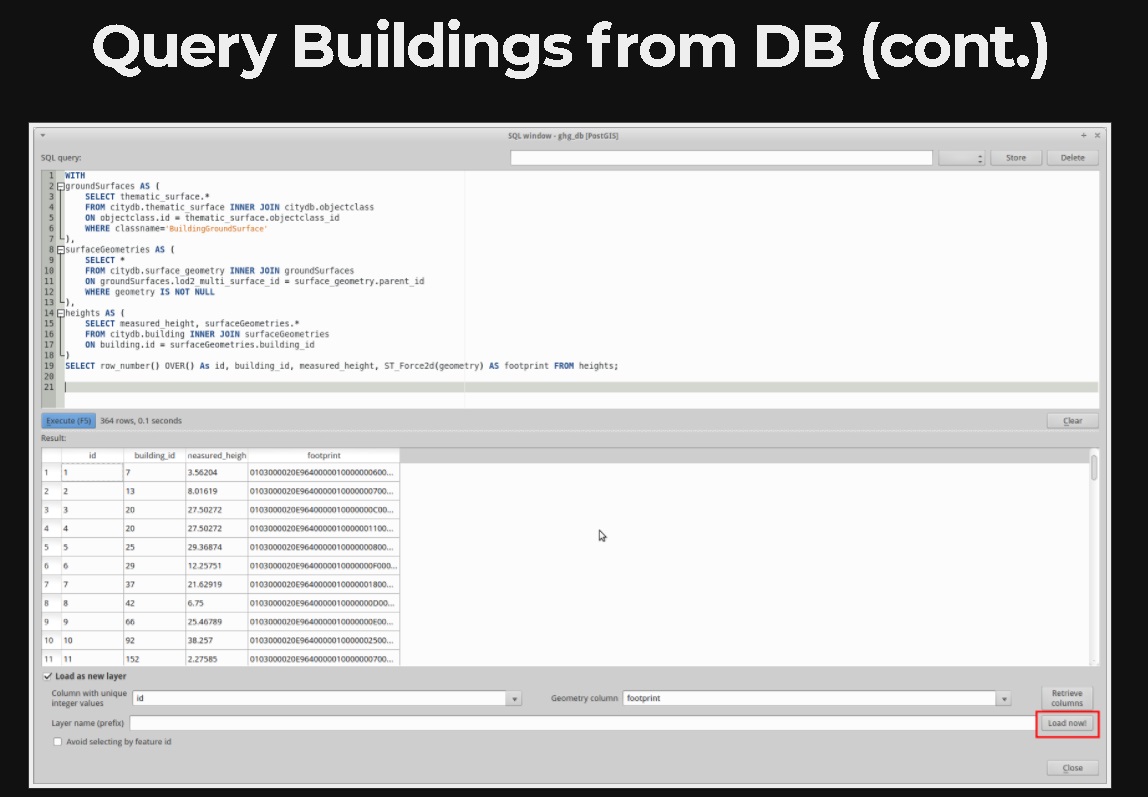 Query Buildings from DB (cont.)
SQL window - ghg_db [PostGIS]
SQL query:
Store
Delete
1 WITH
2 groundSurfaces AS (
3 SELECT thematic_surface.*
4 FROM citydb.thematic_surface INNER JOIN citydb.objectclass
5 ON objectclass.id = thematic_surface.objectclass_id
6 WHERE classname='BuildingGroundSurface'
7 ),
8 surfaceGeometries AS (
9 SELECT *
10 FROM citydb.surface_geometry INNER JOIN groundSurfaces
11 ON groundSurfaces.lod2_multi_surface_id = surface_geometry.parent_id
12 WHERE geometry IS NOT NULL
13 ),
14 heights AS (
15 SELECT measured_height, surfaceGeometries.*
16 FROM citydb.building INNER JOIN surfaceGeometries
17 ON building.id = surfaceGeometries.building_id
18 )
19 SELECT row_number() OVER() As id, building_id, measured_height, ST_Force2d(geometry) AS footprint FROM heights;
20
21
Execute (F5) 364 rows, 0.1 seconds
Clear
Result:
id building_id neasured_heigh footprint
1 1 7 3.56204 0103000020E9640000010000000600...
2 2 13 8.01619 0103000020E9640000010000000700...
3 3 20 27.50272 0103000020E9640000010000000C00...
4 4 20 27.50272 0103000020E9640000010000001100...
5 5 25 29.36874 0103000020E9640000010000000800...
6 6 29 12.25751 0103000020E9640000010000000F000...
7 7 37 21.62919 0103000020E9640000010000001800...
8 8 42 6.75 0103000020E9640000010000000D00...
9 9 66 25.46789 0103000020E9640000010000000E00...
10 10 92 38.257 0103000020E9640000010000002500...
11 11 152 2.27585 0103000020E9640000010000000700...
Load as new layer
Column with unique
integer values
id
Geometry column footprint
Retrieve
columns
Layer name (prefix)
Load now!
Avoid selecting by feature id
Close